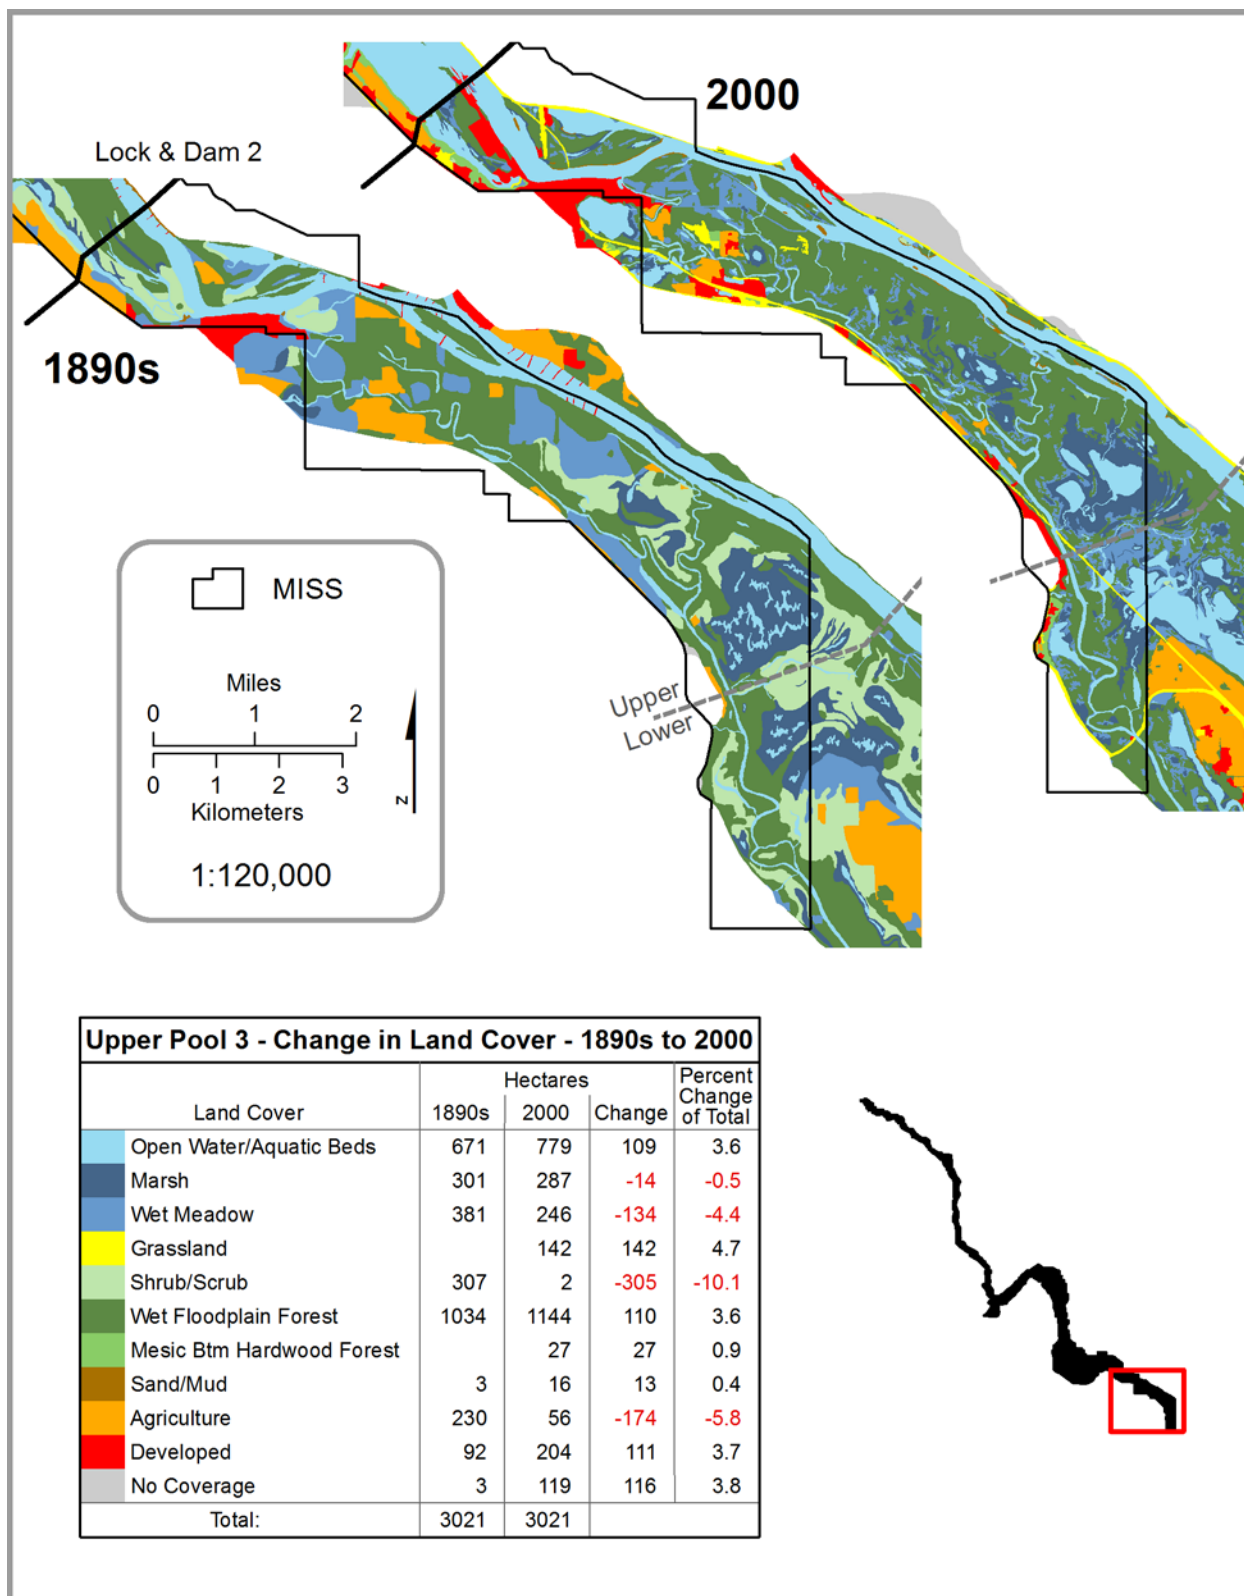 2000
Lock & Dam 2
1890s
MISS
Miles
0 1 2
0 1 2 3
Kilometers
N
1:120,000
Upper
Lower
Upper Pool 3 - Change in Land Cover - 1890s to 2000
Land Cover Hectares Percent Change of Total
1890s 2000 Change
Open Water/Aquatic Beds 671 779 109 3.6
Marsh 301 287 -14 -0.5
Wet Meadow 381 246 -134 -4.4
Grassland 142 142 4.7
Shrub/Scrub 307 2 -305 -10.1
Wet Floodplain Forest 1034 1144 110 3.6
Mesic Btm Hardwood Forest 27 27 0.9
Sand/Mud 3 16 13 0.4
Agriculture 230 56 -174 -5.8
Developed 92 204 111 3.7
No Coverage 3 119 116 3.8
Total: 3021 3021